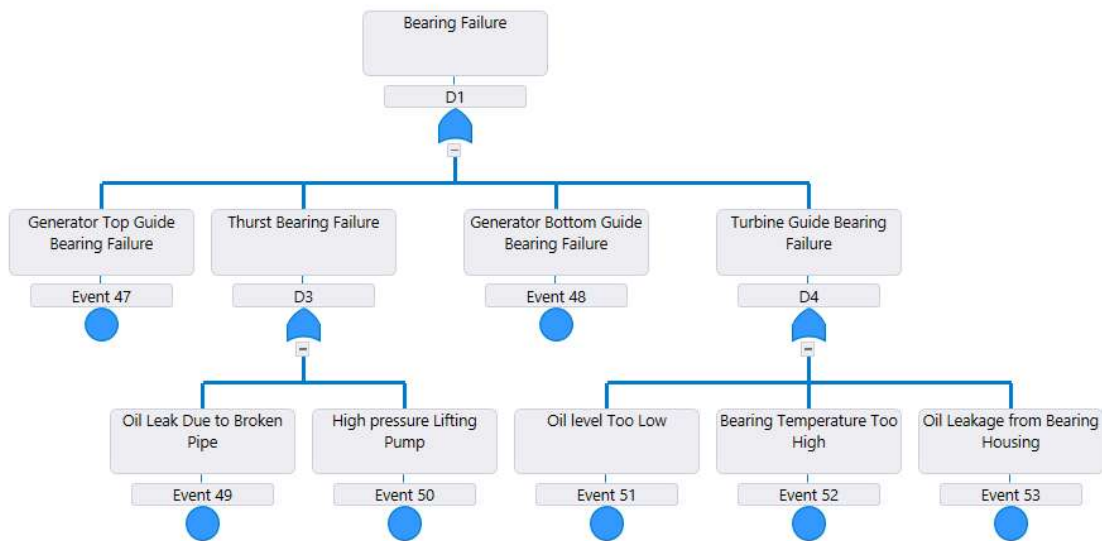 Bearing Failure
D1
Generator Top Guide
Bearing Failure
Event 47
Thurst Bearing Failure
D3
Generator Bottom Guide
Bearing Failure
Event 48
Turbine Guide Bearing
Failure
D4
Oil Leak Due to Broken
Pipe
Event 49
High pressure Lifting
Pump
Event 50
Oil level Too Low
Event 51
Bearing Temperature Too
High
Event 52
Oil Leakage from Bearing
Housing
Event 53